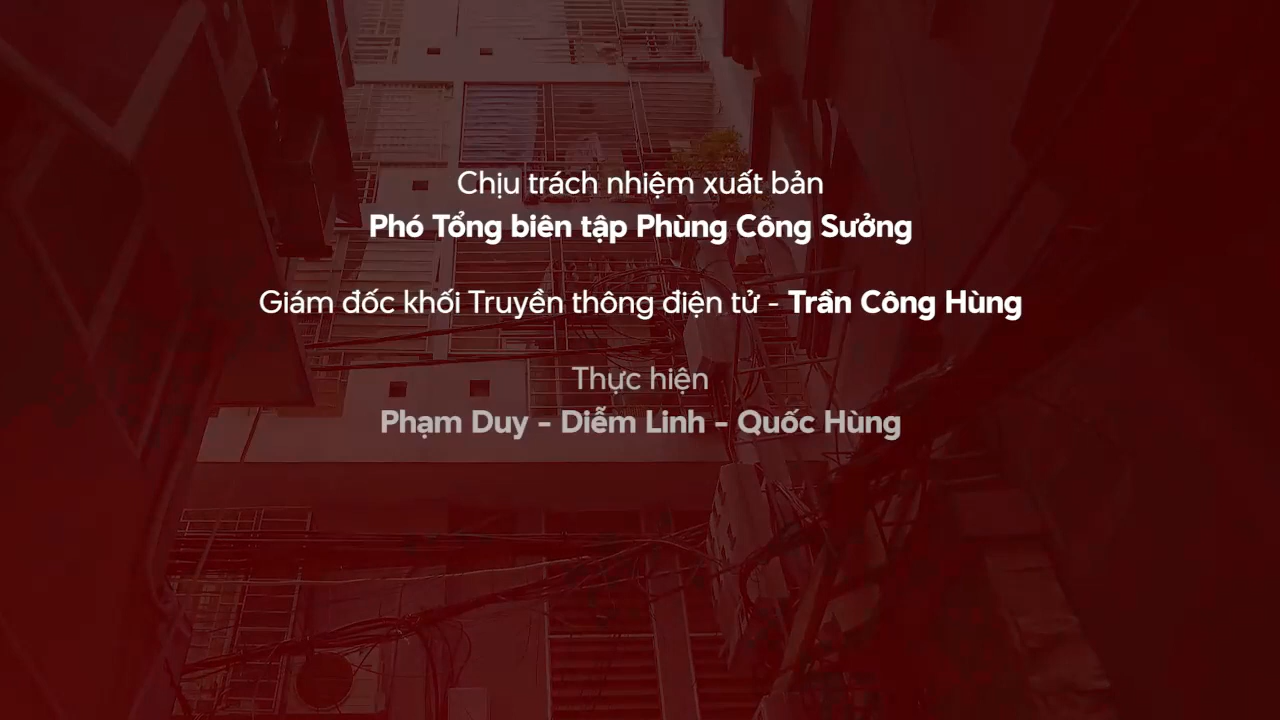 Chịu trách nhiệm xuất bản
Phó Tổng biên tập Phùng Công Sưởng
Giám đốc khối Truyền thông điện tử - Trần Công Hùng
Thực hiện
Phạm Duy - Diễm Linh - Quốc Hùng